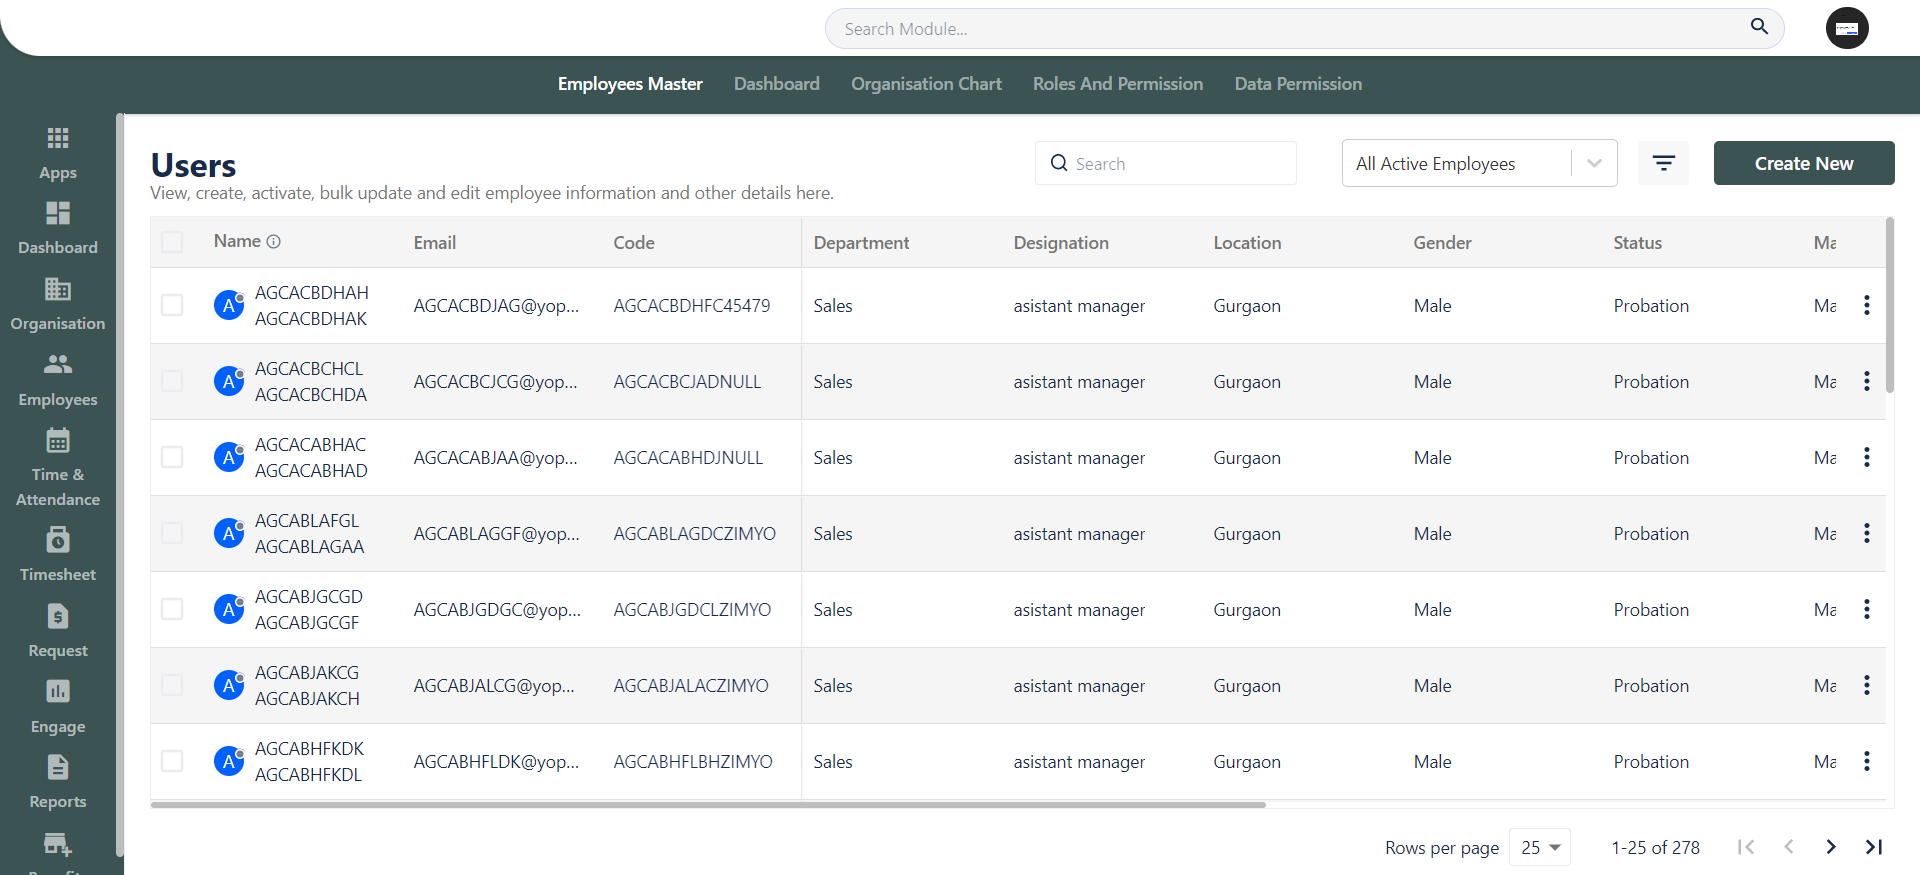 Search Module...
Employees Master Dashboard Organisation Chart Roles And Permission Data Permission
Apps
Dashboard
Organisation
Employees
Time &
Attendance
Timesheet
Request
Engage
Reports
Users
View, create, activate, bulk update and edit employee information and other details here.
Search
All Active Employees
Create New
Name Email Code Department Designation Location Gender Status Ma
A AGCACBDHAH AGCACBDHAK AGCACBDJAG@yop... AGCACBDHFC45479 Sales asistant manager Gurgaon Male Probation Ma
A AGCACBCHCL AGCACBCHDA AGCACBCJCG@yop... AGCACBCJADNULL Sales asistant manager Gurgaon Male Probation Ma
A AGCACABHAC AGCACABHAD AGCACABJAA@yop... AGCACABHDJNULL Sales asistant manager Gurgaon Male Probation Ma
A AGCABLAFGL AGCABLAGAA AGCABLAGGF@yop... AGCABLAGDCZIMYO Sales asistant manager Gurgaon Male Probation Ma
A AGCABJGCGD AGCABJGCGF AGCABJGDGC@yop... AGCABJGDCLZIMYO Sales asistant manager Gurgaon Male Probation Ma
A AGCABJAKCG AGCABJAKCH AGCABJALCG@yop... AGCABJALACZIMYO Sales asistant manager Gurgaon Male Probation Ma
A AGCABHFKDK AGCABHFKDL AGCABHFLDK@yop... AGCABHFLBHZIMYO Sales asistant manager Gurgaon Male Probation Ma
Rows per page 25 1-25 of 278